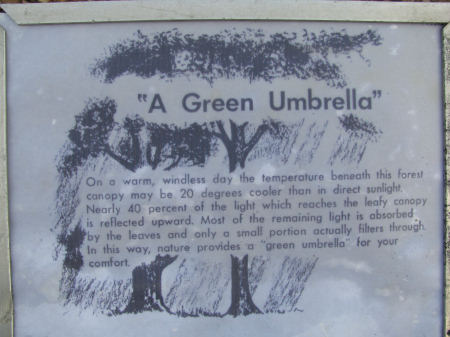 "A Green Umbrella"
On a warm, windless day the temperature beneath this forest
canopy may be 20 degrees cooler than in direct sunlight.
Nearly 40 percent of the light which reaches the leafy canopy
is reflected upward. Most of the remaining light is absorbed
by the leaves and only a small portion actually filters through.
In this way, nature provides a "green umbrella" for your
comfort.